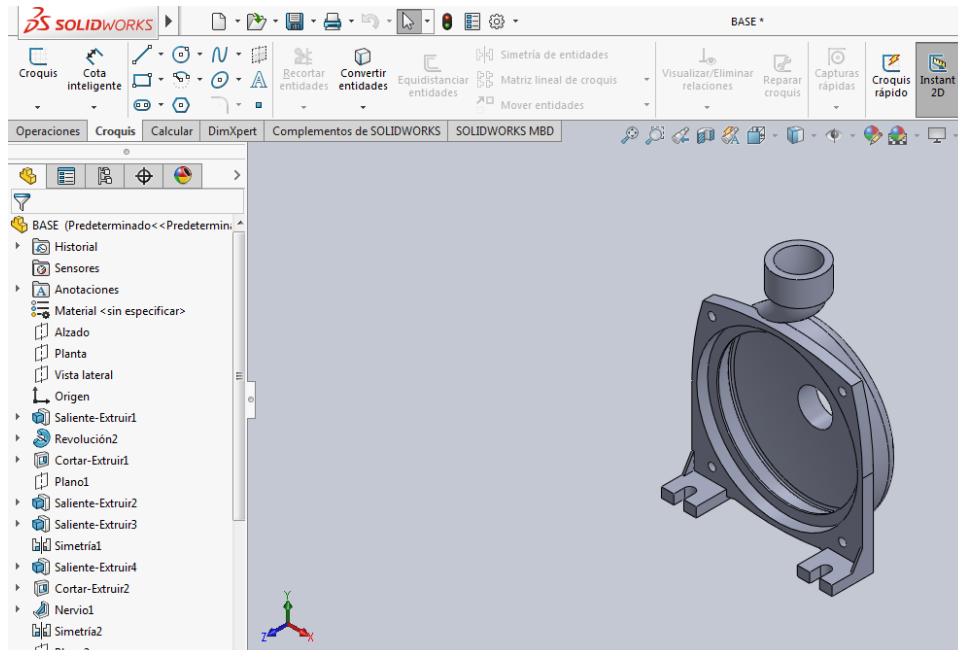 SOLIDWORKS
BASE *
Croquis
Cota inteligente
Recortar entidades
Convertir entidades
Equidistanciar entidades
Simetría de entidades
Matriz lineal de croquis
Mover entidades
Visualizar/Eliminar relaciones
Reparar croquis
Capturas rápidas
Croquis rápido
Instant 2D
Operaciones Croquis Calcular DimXpert Complementos de SOLIDWORKS SOLIDWORKS MBD
BASE (Predeterminado<<Predetermin
Historial
Sensores
Anotaciones
Material <sin especificar>
Alzado
Planta
Vista lateral
Origen
Saliente-Extruir1
Revolución2
Cortar-Extruir1
Plano1
Saliente-Extruir2
Saliente-Extruir3
Simetría1
Saliente-Extruir4
Cortar-Extruir2
Nervio1
Simetría2
Y
Z
X